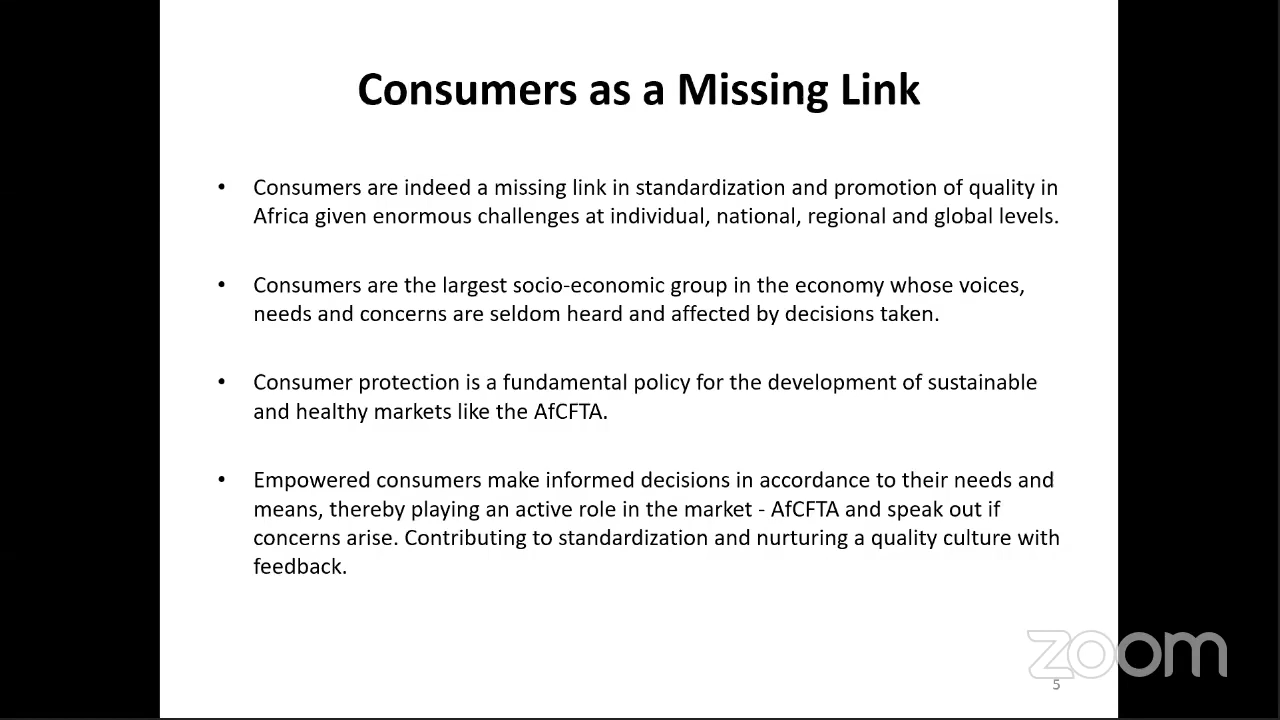 Consumers as a Missing Link
• Consumers are indeed a missing link in standardization and promotion of quality in
Africa given enormous challenges at individual, national, regional and global levels.
• Consumers are the largest socio-economic group in the economy whose voices,
needs and concerns are seldom heard and affected by decisions taken.
• Consumer protection is a fundamental policy for the development of sustainable
and healthy markets like the AfCFTA.
• Empowered consumers make informed decisions in accordance to their needs and
means, thereby playing an active role in the market - AfCFTA and speak out if
concerns arise. Contributing to standardization and nurturing a quality culture with
feedback.
zoom
5